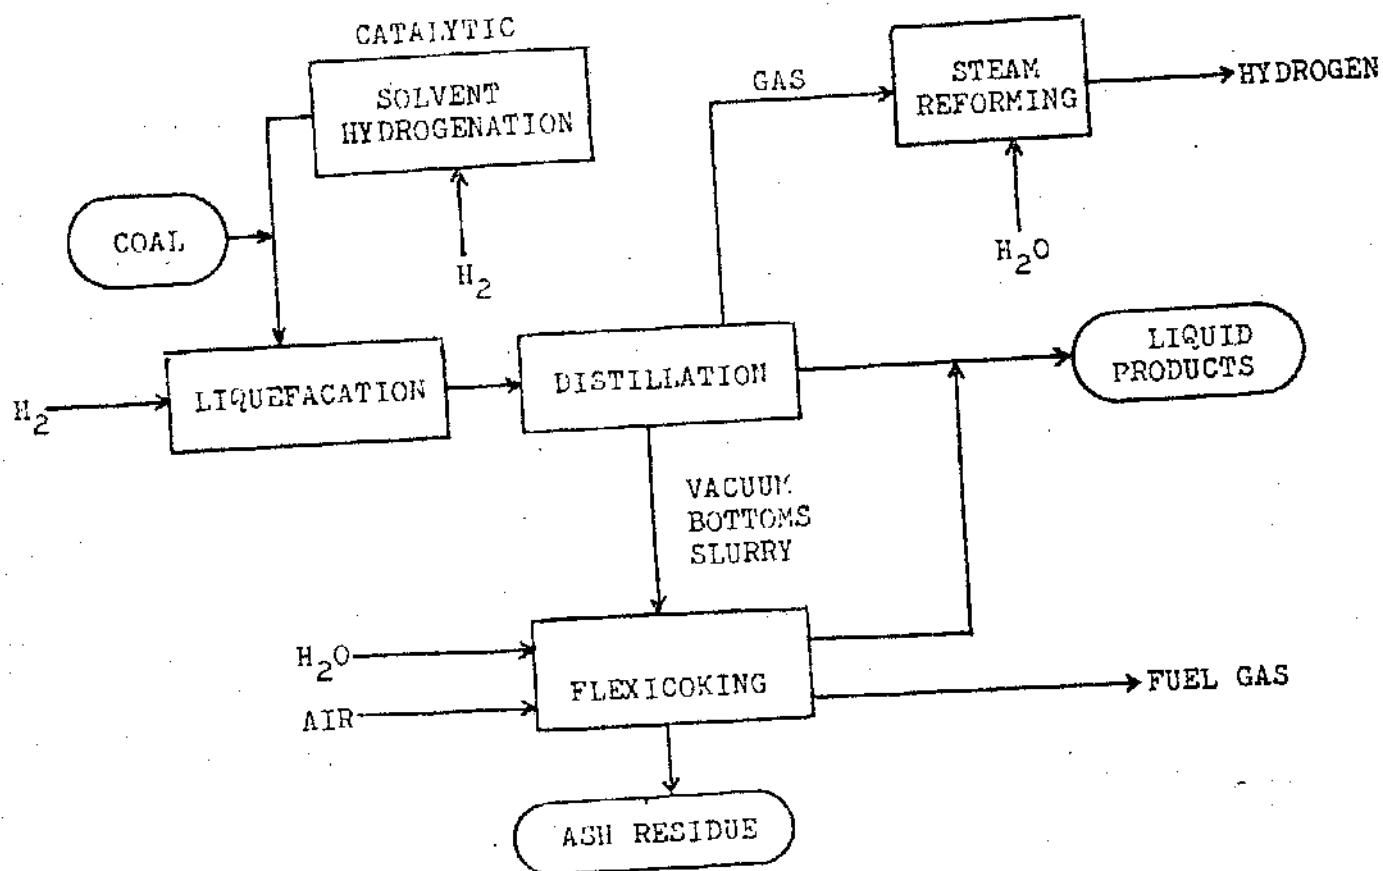 CATALYTIC
SOLVENT
HYDROGENATION
GAS
STEAM
REFORMING
HYDROGEN
COAL
H2
H2O
LIQUID
PRODUCTS
H2
LIQUEFACATION
DISTILLATION
VACUUM
BOTTOMS
SLURRY
H2O
AIR
FLEXICOKING
FUEL GAS
ASH RESIDUE